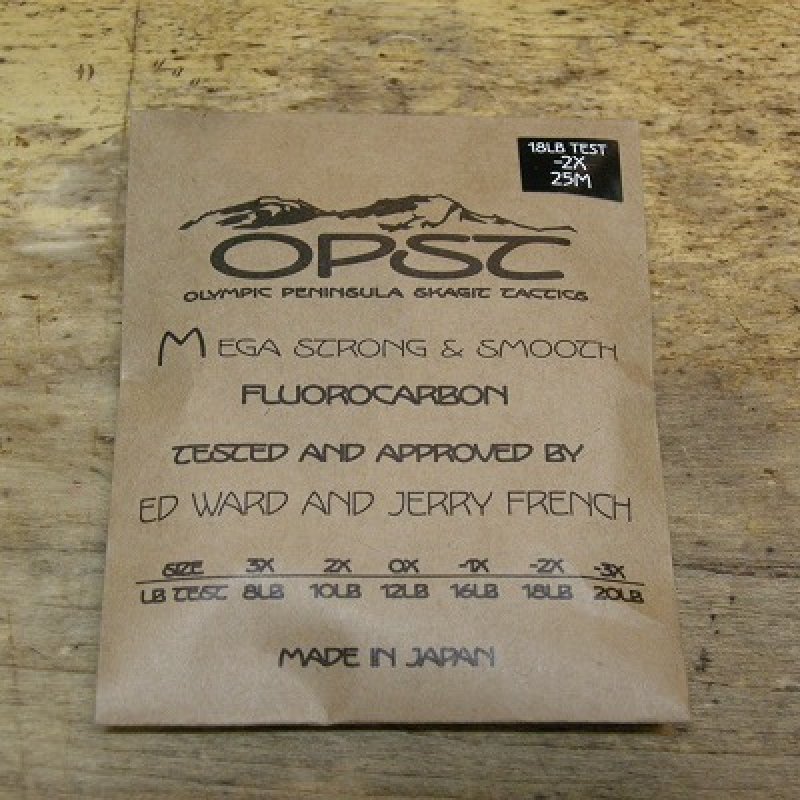 18LB TEST
-2X
25M
OPST
OLYMPIC PENINSULA SKAGIT TACTICS
MEGA STRONG & SMOOTH
FLUOROCARBON
TESTED AND APPROVED BY
ED WARD AND JERRY FRENCH
SIZE 3X 2X 0X -1X -2X -3X
LB TEST 8LB 10LB 12LB 16LB 18LB 20LB
MADE IN JAPAN